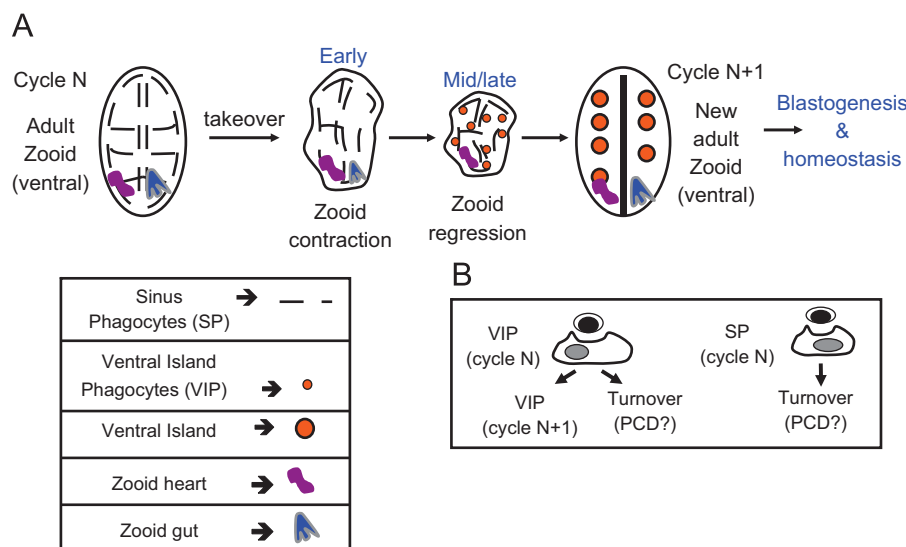 A
Cycle N
Adult
Zooid
(ventral)
takeover
Early
Zooid
contraction
Mid/late
Zooid
regression
Cycle N+1
New
adult
Zooid
(ventral)
Blastogenesis
&
homeostasis
Sinus
Phagocytes (SP)
Ventral Island
Phagocytes (VIP)
Ventral Island
Zooid heart
Zooid gut
B
VIP
(cycle N)
VIP
(cycle N+1)
Turnover
(PCD?)
SP
(cycle N)
Turnover
(PCD?)